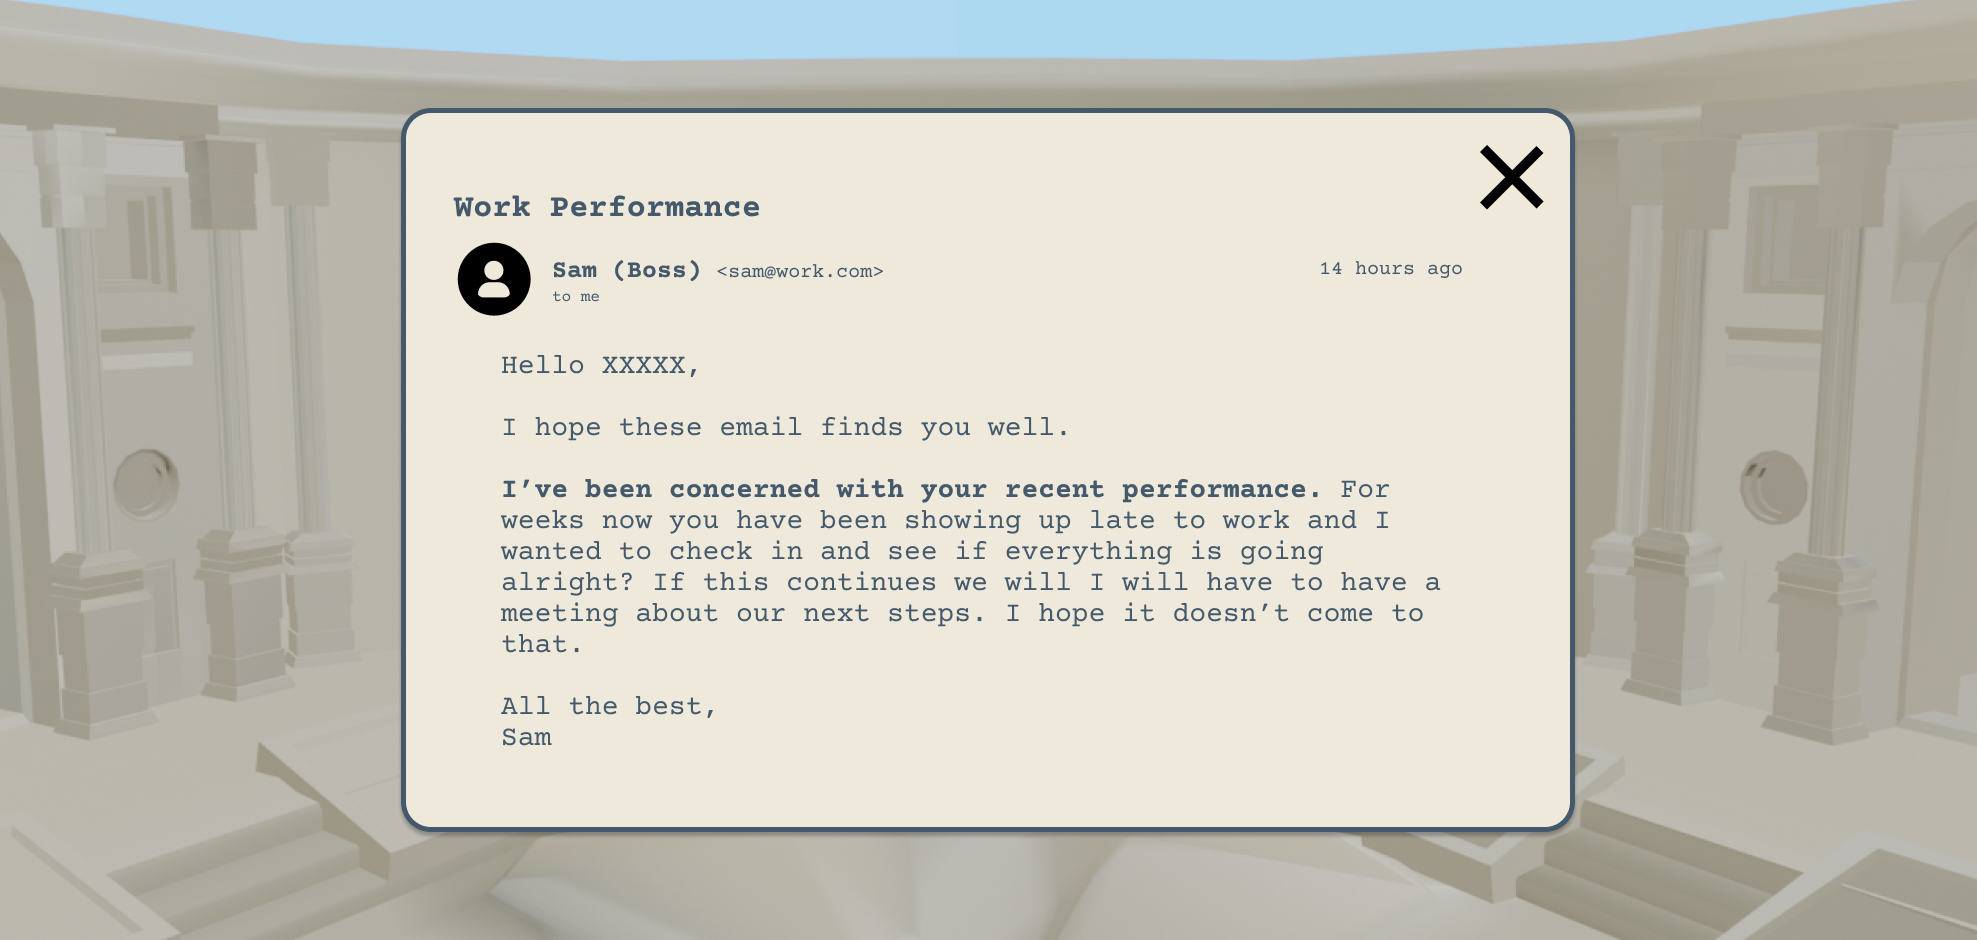 Work Performance
Sam (Boss) <sam@work.com>
14 hours ago
to me
Hello XXXXX,
I hope these email finds you well.
I’ve been concerned with your recent performance. For
weeks now you have been showing up late to work and I
wanted to check in and see if everything is going
alright? If this continues we will I will have to have a
meeting about our next steps. I hope it doesn’t come to
that.
All the best,
Sam